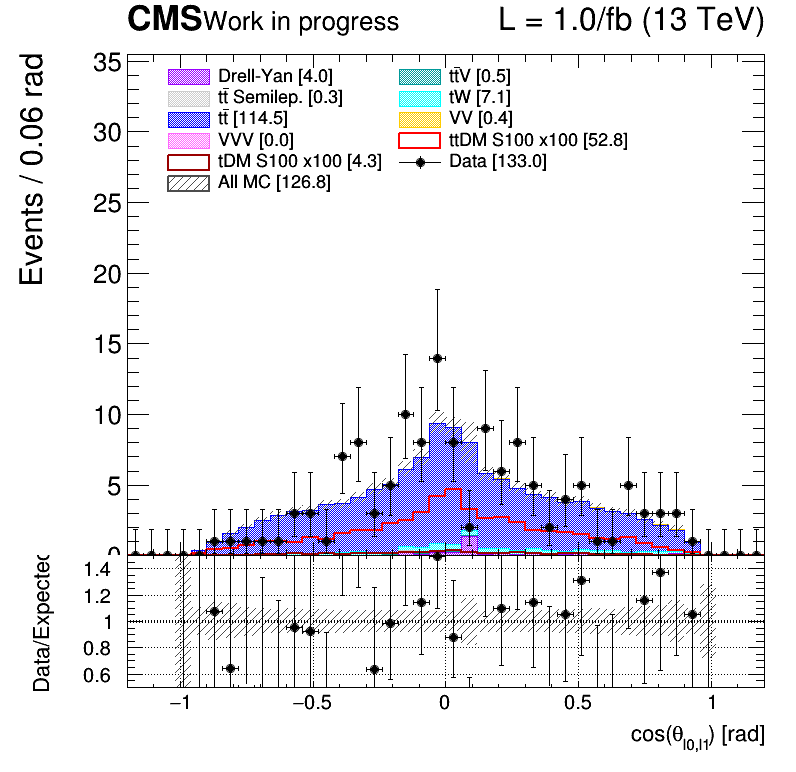 CMS Work in progress L = 1.0/fb (13 TeV)
Events / 0.06 rad
35
30
25
20
15
10
5
0
Drell-Yan [4.0]
tt̄V [0.5]
tt̄ Semilep. [0.3]
tW [7.1]
tt̄ [114.5]
VV [0.4]
VVV [0.0]
ttDM S100 x100 [52.8]
tDM S100 x100 [4.3]
Data [133.0]
All MC [126.8]
Data/Expected
1.4
1.2
1
0.8
0.6
−1 −0.5 0 0.5 1
cos(θl0,l1) [rad]